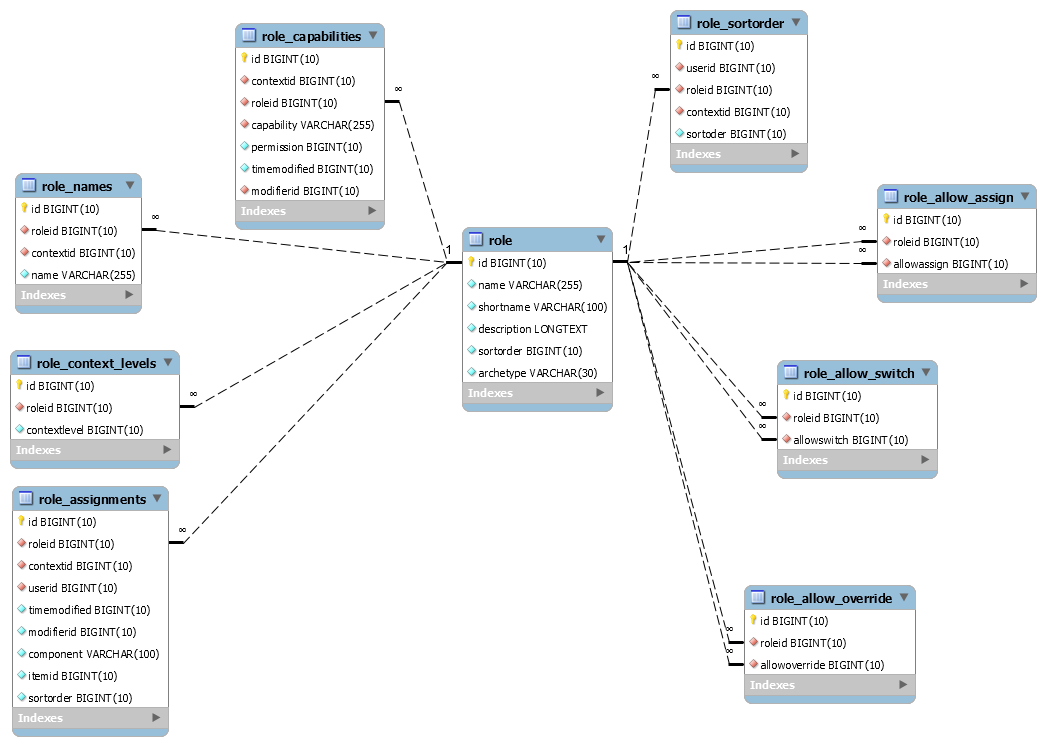 role_capabilities
id BIGINT(10)
contextid BIGINT(10)
roleid BIGINT(10)
capability VARCHAR(255)
permission BIGINT(10)
timemodified BIGINT(10)
modifierid BIGINT(10)
Indexes
∞
role_sortorder
id BIGINT(10)
userid BIGINT(10)
roleid BIGINT(10)
contextid BIGINT(10)
sortoder BIGINT(10)
Indexes
∞
role_names
id BIGINT(10)
roleid BIGINT(10)
contextid BIGINT(10)
name VARCHAR(255)
Indexes
∞
role_allow_assign
id BIGINT(10)
roleid BIGINT(10)
allowassign BIGINT(10)
Indexes
∞
∞
role
id BIGINT(10)
name VARCHAR(255)
shortname VARCHAR(100)
description LONGTEXT
sortorder BIGINT(10)
archetype VARCHAR(30)
Indexes
1
1
role_context_levels
id BIGINT(10)
roleid BIGINT(10)
contextlevel BIGINT(10)
Indexes
∞
role_allow_switch
id BIGINT(10)
roleid BIGINT(10)
allowswitch BIGINT(10)
Indexes
∞
∞
role_assignments
id BIGINT(10)
roleid BIGINT(10)
contextid BIGINT(10)
userid BIGINT(10)
timemodified BIGINT(10)
modifierid BIGINT(10)
component VARCHAR(100)
itemid BIGINT(10)
sortorder BIGINT(10)
Indexes
∞
role_allow_override
id BIGINT(10)
roleid BIGINT(10)
allowoverride BIGINT(10)
Indexes
∞
∞